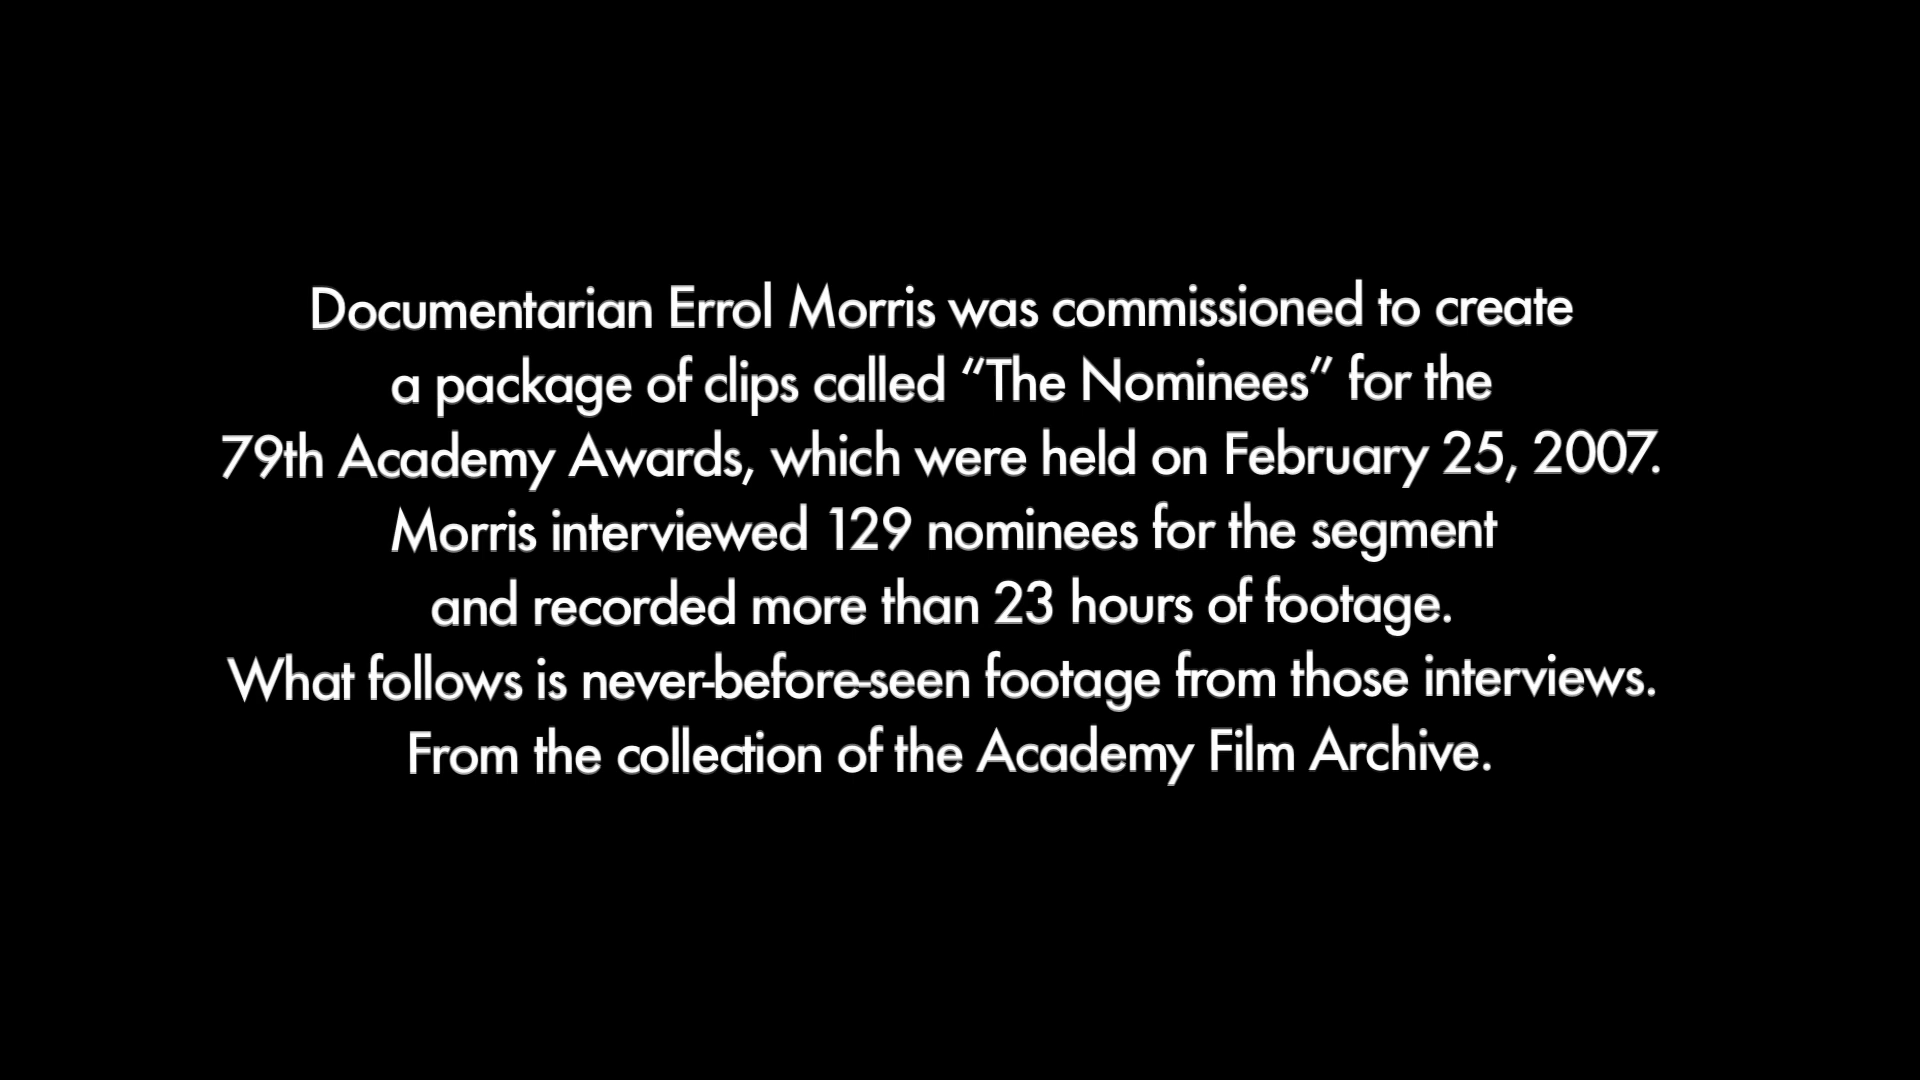 Documentarian Errol Morris was commissioned to create
a package of clips called “The Nominees” for the
79th Academy Awards, which were held on February 25, 2007.
Morris interviewed 129 nominees for the segment
and recorded more than 23 hours of footage.
What follows is never-before-seen footage from those interviews.
From the collection of the Academy Film Archive.